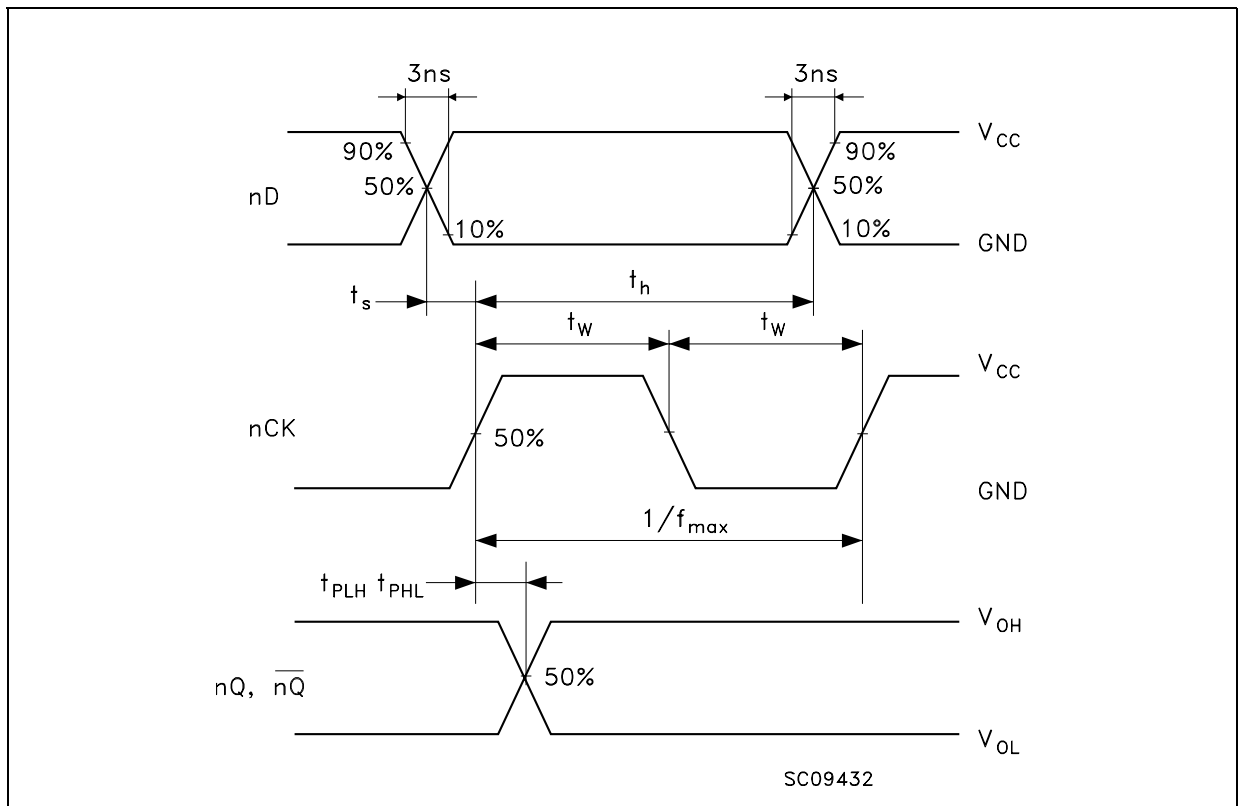 3ns 3ns
V_CC
90% 90%
nD 50% 50%
10% 10%
GND
t_s t_h
t_W t_W
V_CC
nCK 50%
GND
1/f_max
t_PLH t_PHL
V_OH
nQ, n̅Q̅ 50%
V_OL
SC09432